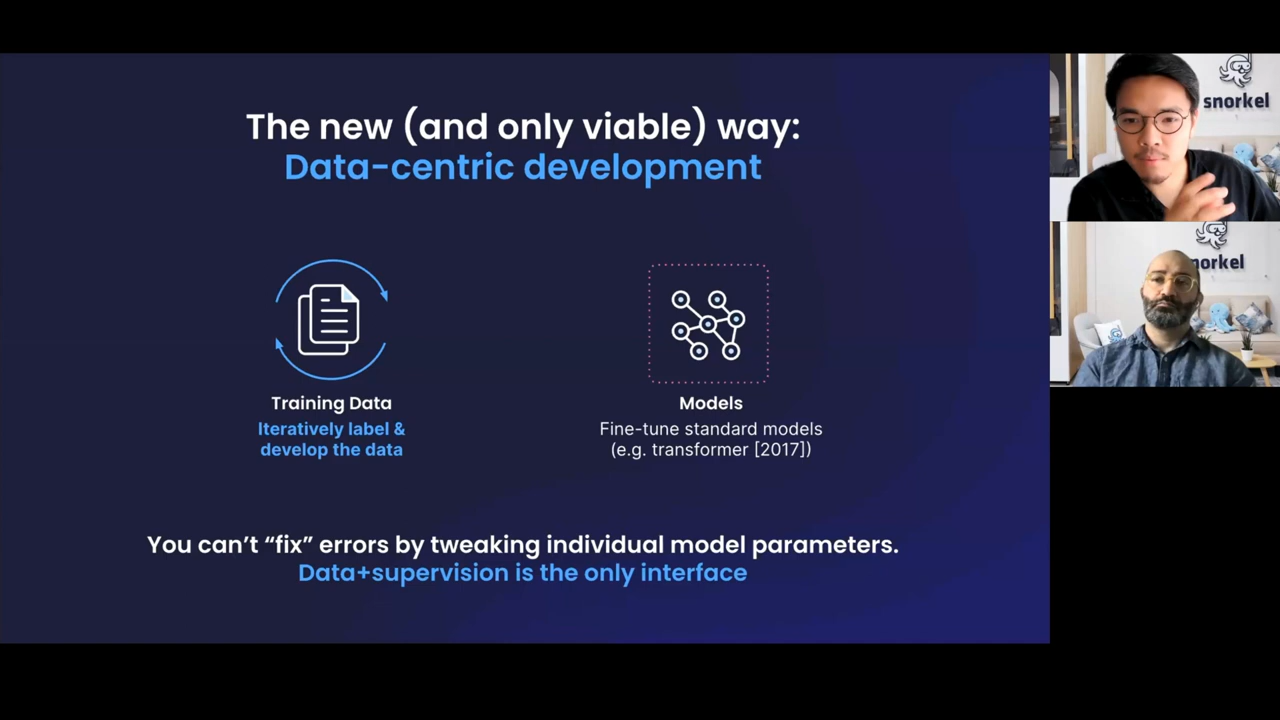 The new (and only viable) way:
Data-centric development
Training Data
Iteratively label &
develop the data
Models
Fine-tune standard models
(e.g. transformer [2017])
You can’t “fix” errors by tweaking individual model parameters.
Data+supervision is the only interface
snorkel
snorkel